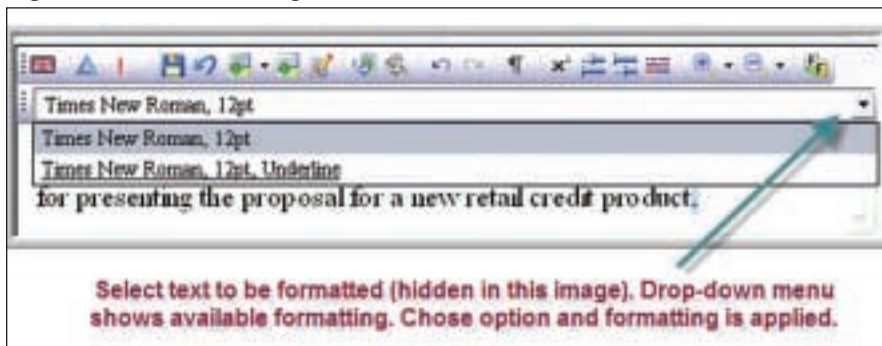 Times New Roman, 12pt
Times New Roman, 12pt
Times New Roman, 12pt, Underline
for presenting the proposal for a new retail credit product.
Select text to be formatted (hidden in this image). Drop-down menu
shows available formatting. Chose option and formatting is applied.